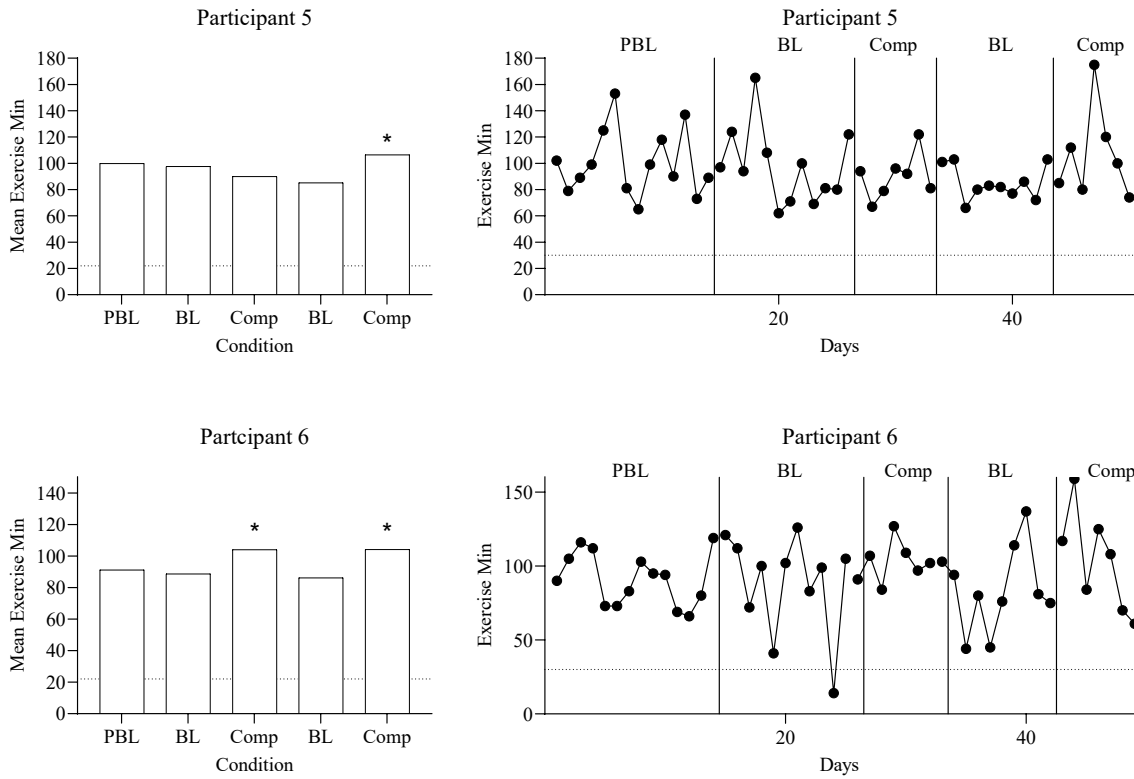 Participant 5
Mean Exercise Min
180
160
140
120
100
80
60
40
20
0
*
PBL BL Comp BL Comp
Condition
Participant 5
PBL BL Comp BL Comp
Exercise Min
180
160
140
120
100
80
60
40
20
0
20 40
Days
Partcipant 6
Mean Exercise Min
140
120
100
80
60
40
20
0
* *
PBL BL Comp BL Comp
Condition
Participant 6
PBL BL Comp BL Comp
Exercise Min
150
100
50
0
20 40
Days